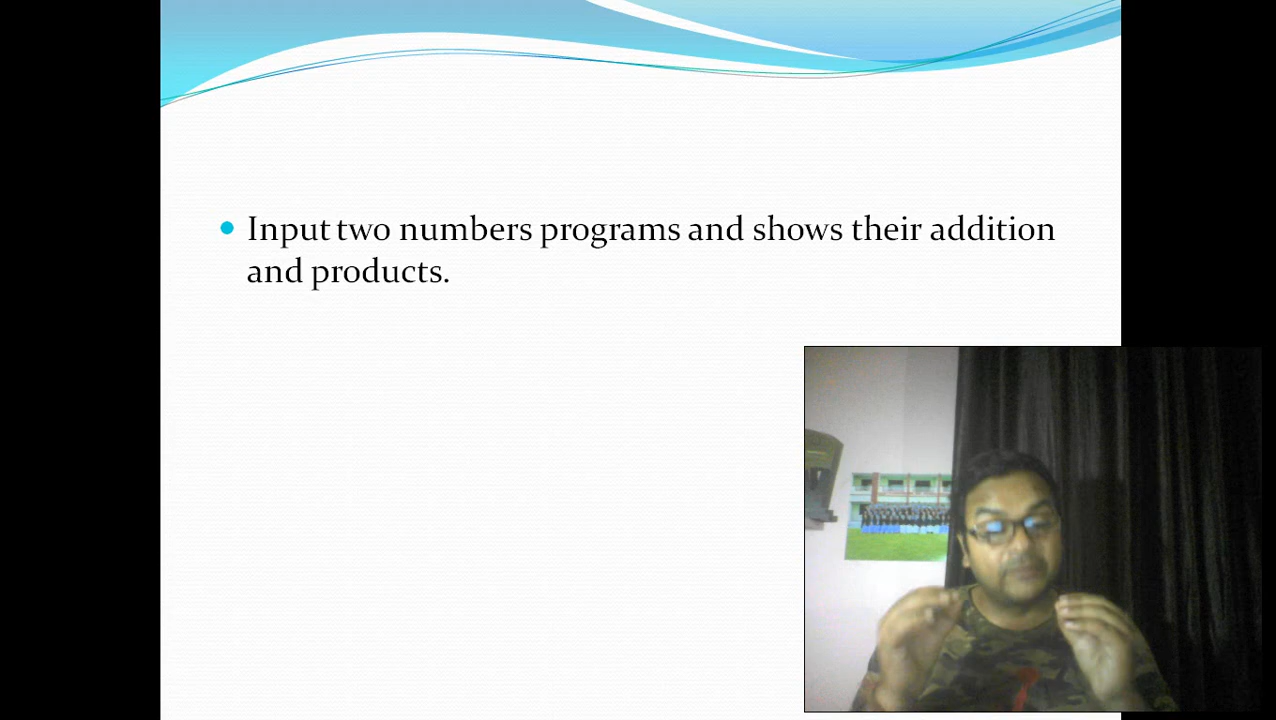 Input two numbers programs and shows their addition
and products.